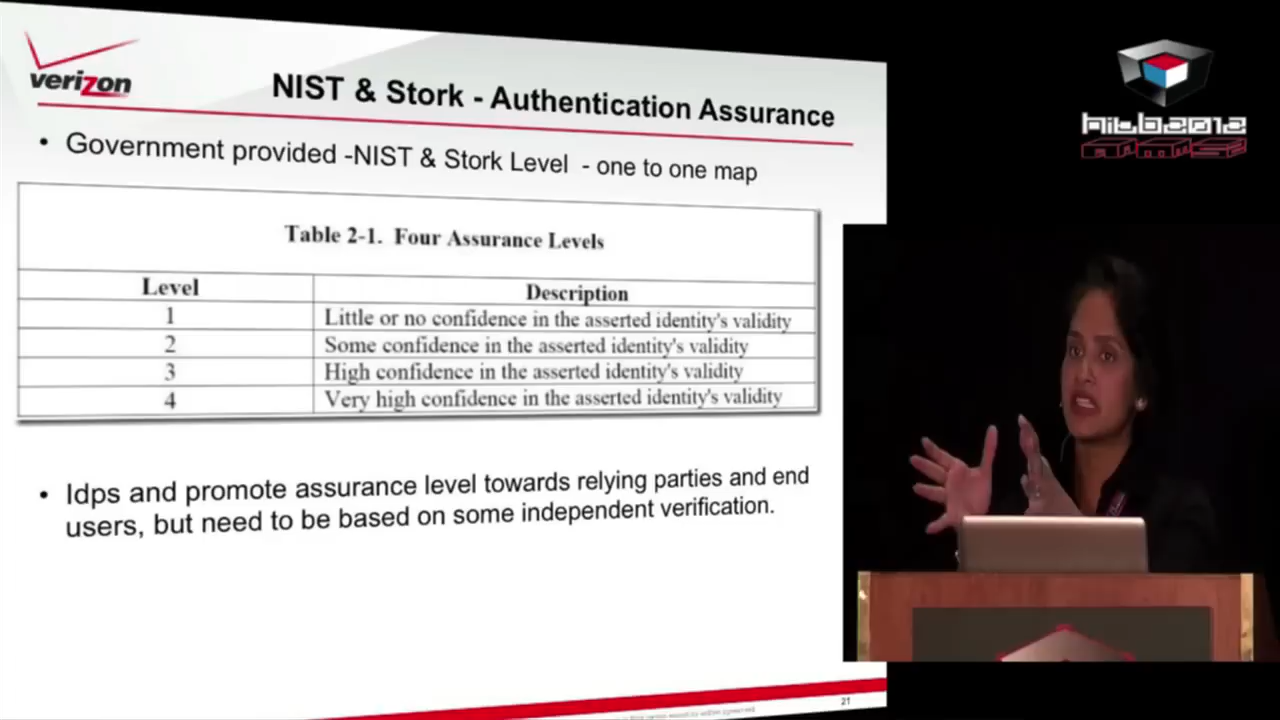 verizon
NIST & Stork - Authentication Assurance
• Government provided -NIST & Stork Level - one to one map
Table 2-1. Four Assurance Levels
Level Description
1 Little or no confidence in the asserted identity's validity
2 Some confidence in the asserted identity's validity
3 High confidence in the asserted identity's validity
4 Very high confidence in the asserted identity's validity
• Idps and promote assurance level towards relying parties and end
users, but need to be based on some independent verification.
21
hitb2012